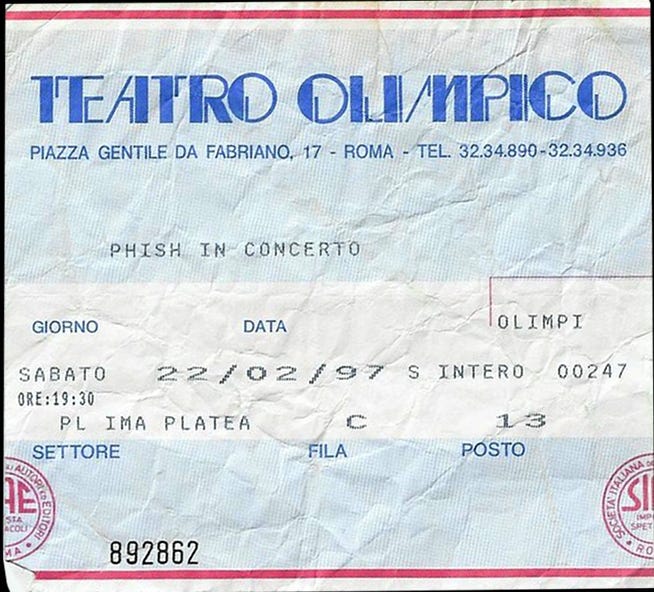 TEATRO OLIMPICO
PIAZZA GENTILE DA FABRIANO, 17 - ROMA - TEL. 32.34.890-32.34.936
PHISH IN CONCERTO
OLIMPI
GIORNO DATA
SABATO 22/02/97 S INTERO 00247
ORE:19:30
PL IMA PLATEA C 13
SETTORE FILA POSTO
892862